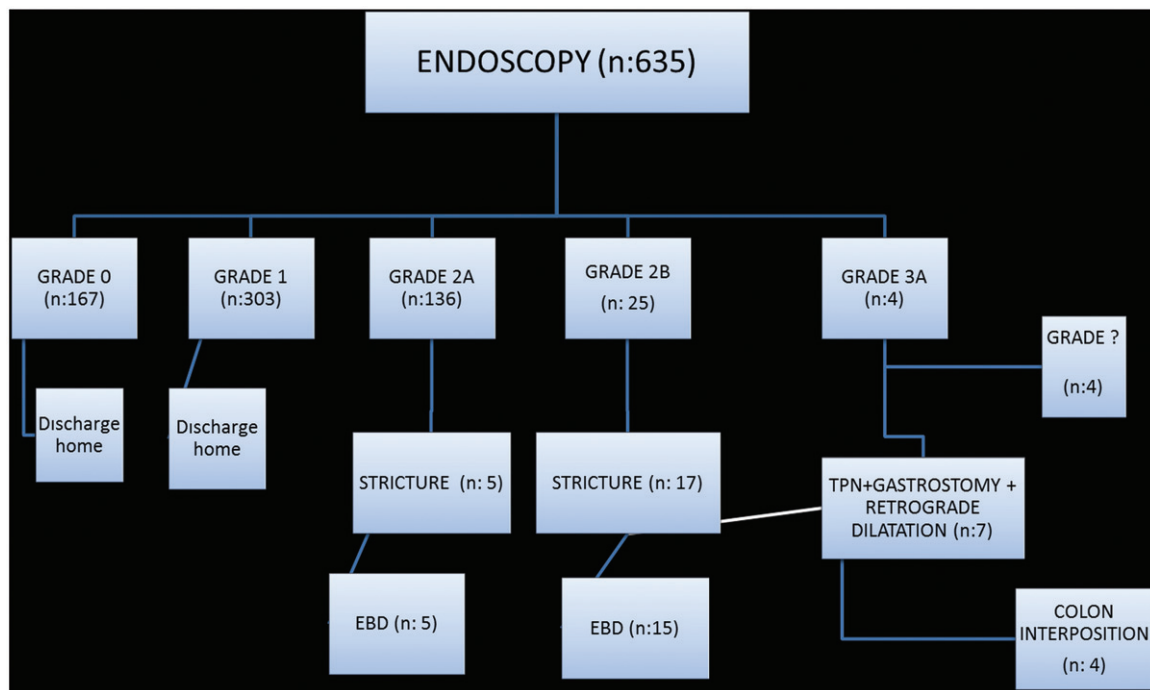 ENDOSCOPY (n:635)
GRADE 0
(n:167)
GRADE 1
(n:303)
GRADE 2A
(n:136)
GRADE 2B
(n: 25)
GRADE 3A
(n:4)
GRADE ?
(n:4)
Dıscharge
home
Dıscharge
home
STRICTURE (n: 5)
STRICTURE (n: 17)
TPN+GASTROSTOMY +
RETROGRADE
DILATATION (n:7)
EBD (n: 5)
EBD (n:15)
COLON
INTERPOSITION
(n: 4)